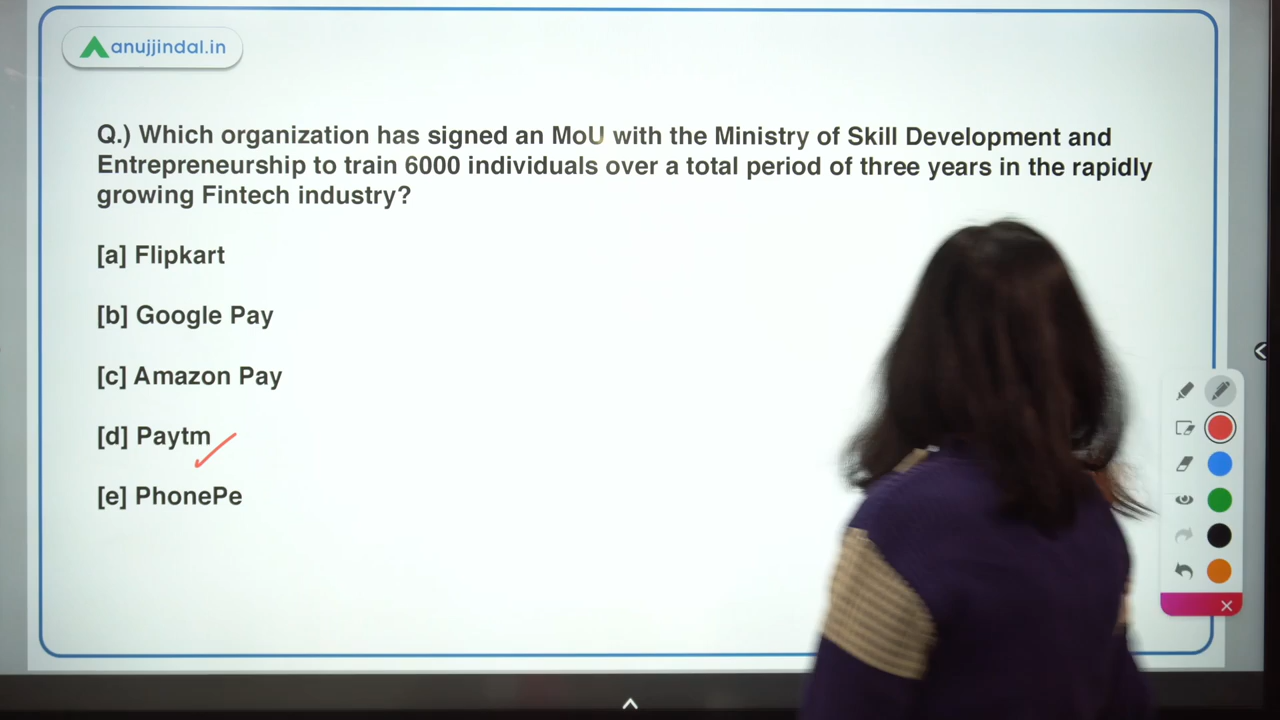 anujjindal.in
Q.) Which organization has signed an MoU with the Ministry of Skill Development and
Entrepreneurship to train 6000 individuals over a total period of three years in the rapidly
growing Fintech industry?
[a] Flipkart
[b] Google Pay
[c] Amazon Pay
[d] Paytm
[e] PhonePe